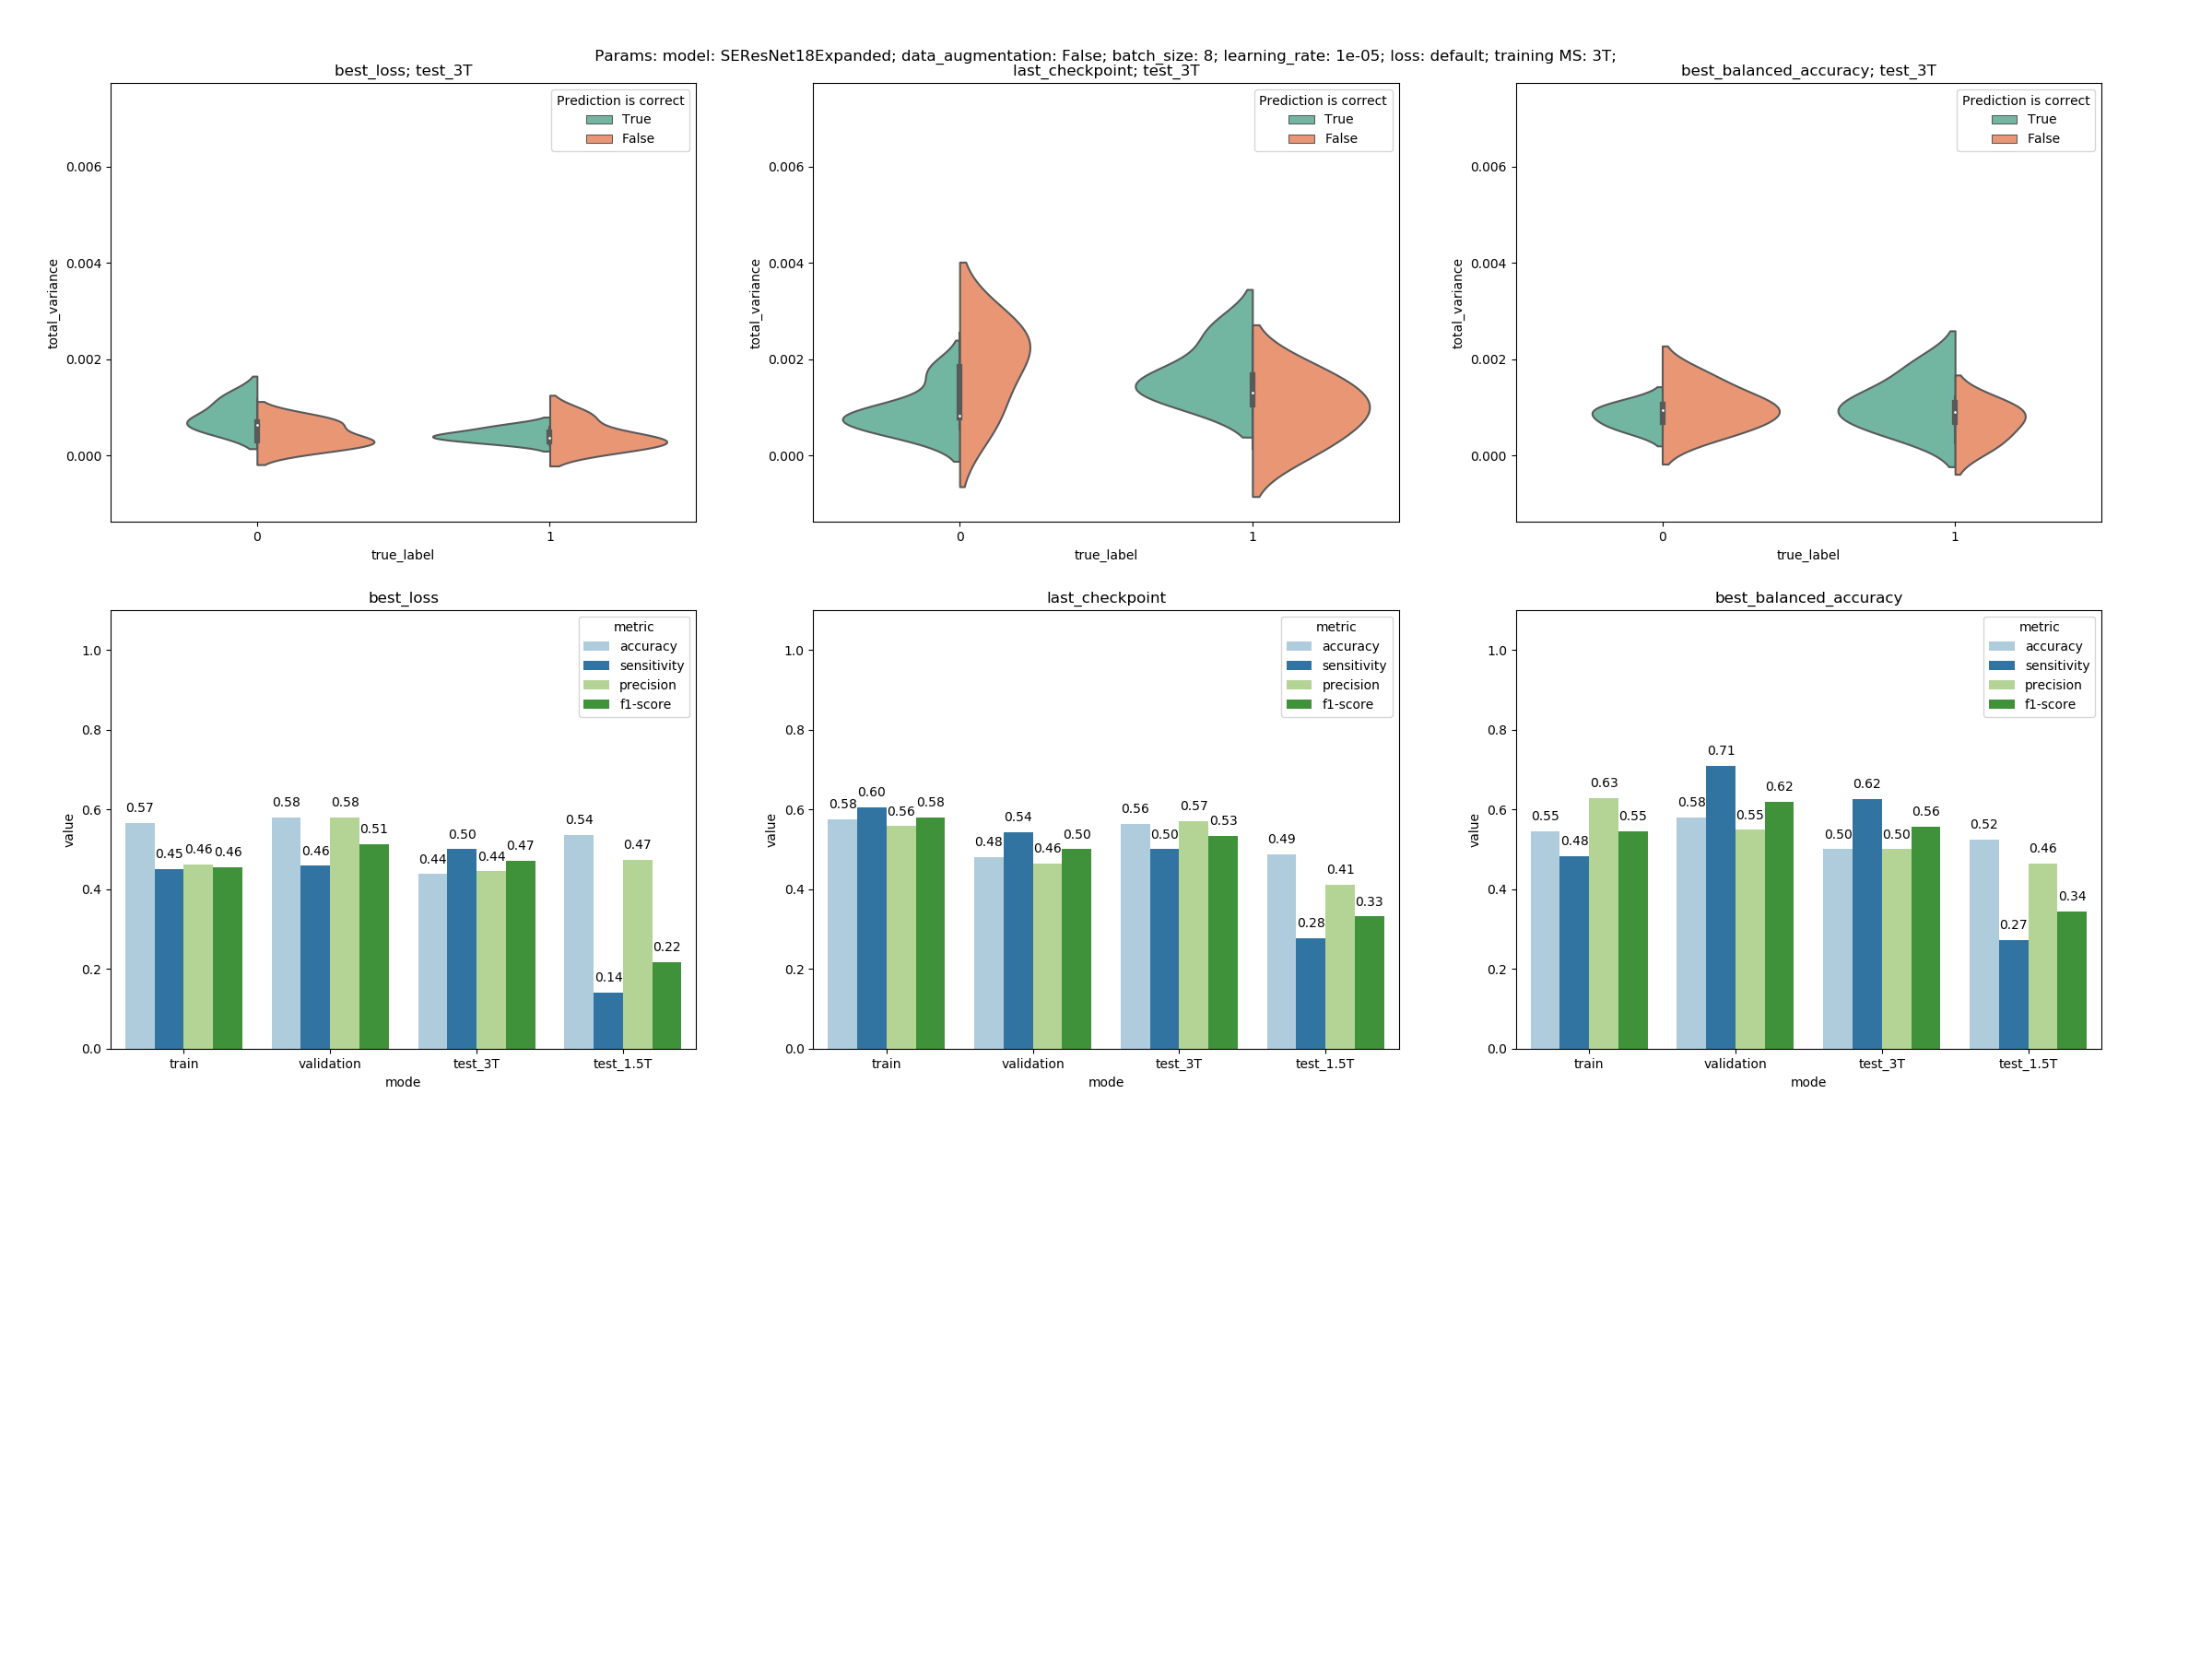 Params: model: SEResNet18Expanded; data_augmentation: False; batch_size: 8; learning_rate: 1e-05; loss: default; training MS: 3T;
best_loss; test_3T
Prediction is correct
True
False
0.006
0.004
0.002
0.000
total_variance
0
1
true_label
last_checkpoint; test_3T
Prediction is correct
True
False
0.006
0.004
0.002
0.000
total_variance
0
1
true_label
best_balanced_accuracy; test_3T
Prediction is correct
True
False
0.006
0.004
0.002
0.000
total_variance
0
1
true_label
best_loss
metric
accuracy
sensitivity
precision
f1-score
1.0
0.8
0.6
0.4
0.2
0.0
value
0.57
0.45
0.46
0.46
0.58
0.46
0.58
0.51
0.44
0.50
0.44
0.47
0.54
0.14
0.47
0.22
train
validation
test_3T
test_1.5T
mode
last_checkpoint
metric
accuracy
sensitivity
precision
f1-score
1.0
0.8
0.6
0.4
0.2
0.0
value
0.58
0.60
0.56
0.58
0.48
0.54
0.46
0.50
0.56
0.50
0.57
0.53
0.49
0.28
0.41
0.33
train
validation
test_3T
test_1.5T
mode
best_balanced_accuracy
metric
accuracy
sensitivity
precision
f1-score
1.0
0.8
0.6
0.4
0.2
0.0
value
0.55
0.48
0.63
0.55
0.58
0.71
0.55
0.62
0.50
0.62
0.50
0.56
0.52
0.27
0.46
0.34
train
validation
test_3T
test_1.5T
mode